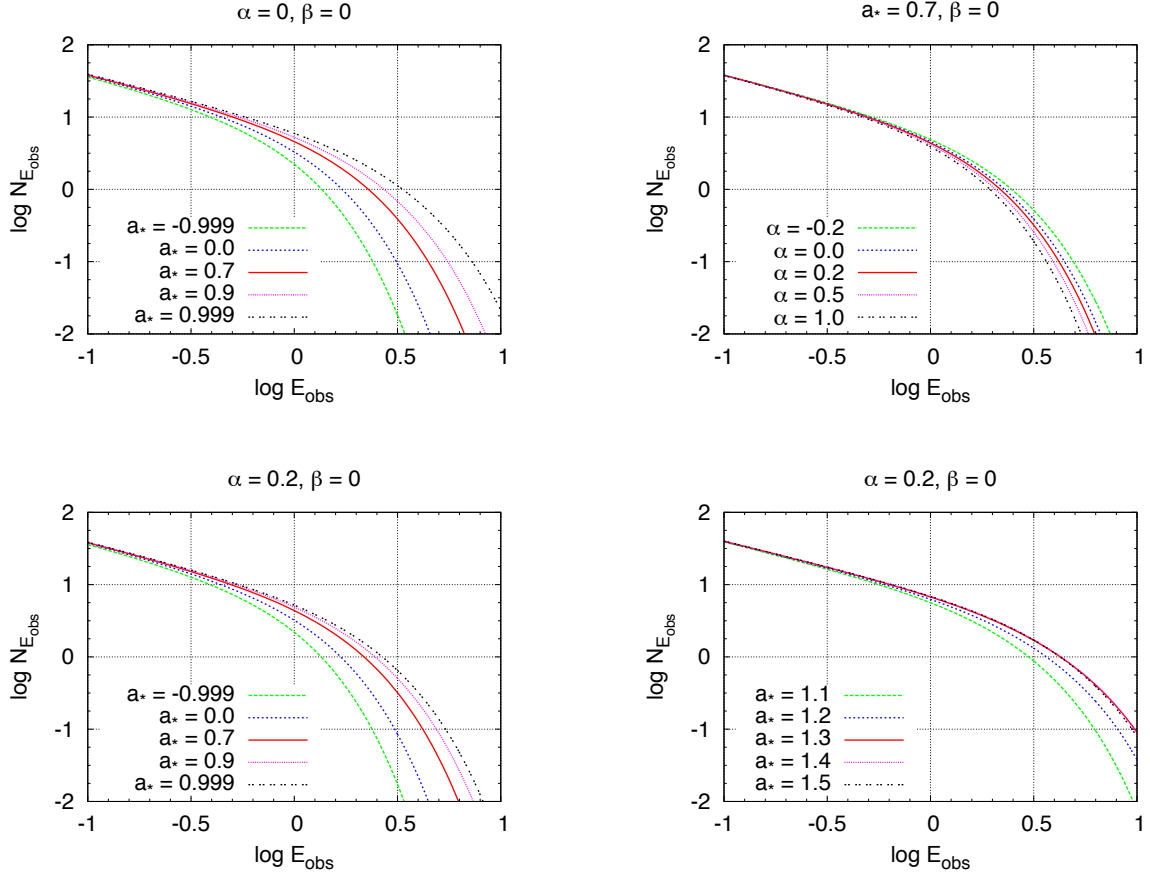 α = 0, β = 0
log N_E_obs
2
1
0
-1
-2
a* = -0.999
a* = 0.0
a* = 0.7
a* = 0.9
a* = 0.999
-1 -0.5 0 0.5 1
log E_obs
a* = 0.7, β = 0
log N_E_obs
2
1
0
-1
-2
α = -0.2
α = 0.0
α = 0.2
α = 0.5
α = 1.0
-1 -0.5 0 0.5 1
log E_obs
α = 0.2, β = 0
log N_E_obs
2
1
0
-1
-2
a* = -0.999
a* = 0.0
a* = 0.7
a* = 0.9
a* = 0.999
-1 -0.5 0 0.5 1
log E_obs
α = 0.2, β = 0
log N_E_obs
2
1
0
-1
-2
a* = 1.1
a* = 1.2
a* = 1.3
a* = 1.4
a* = 1.5
-1 -0.5 0 0.5 1
log E_obs